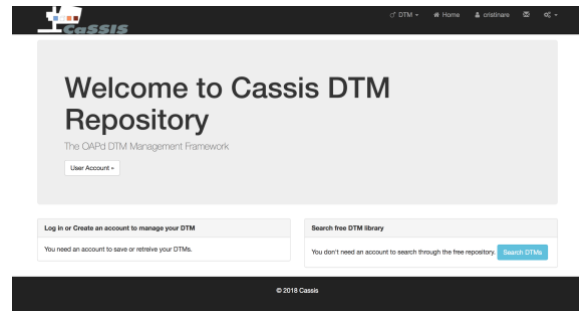 CaSSIS
DTM
Home
cristinare
Welcome to Cassis DTM
Repository
The OAPd DTM Management Framework
User Account
Log in or Create an account to manage your DTM
You need an account to save or retreive your DTMs.
Search free DTM library
You don't need an account to search through the free repository.
Search DTMs
© 2018 Cassis